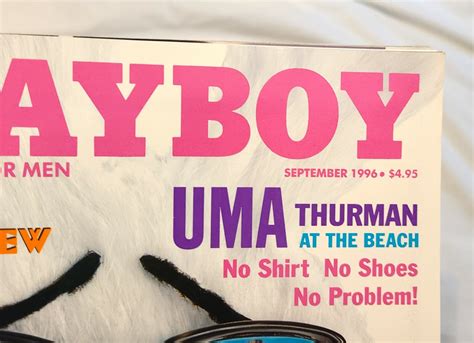 AYBOY
OR MEN
SEPTEMBER 1996 • $4.95
UMA THURMAN
AT THE BEACH
EW
No Shirt No Shoes
No Problem!